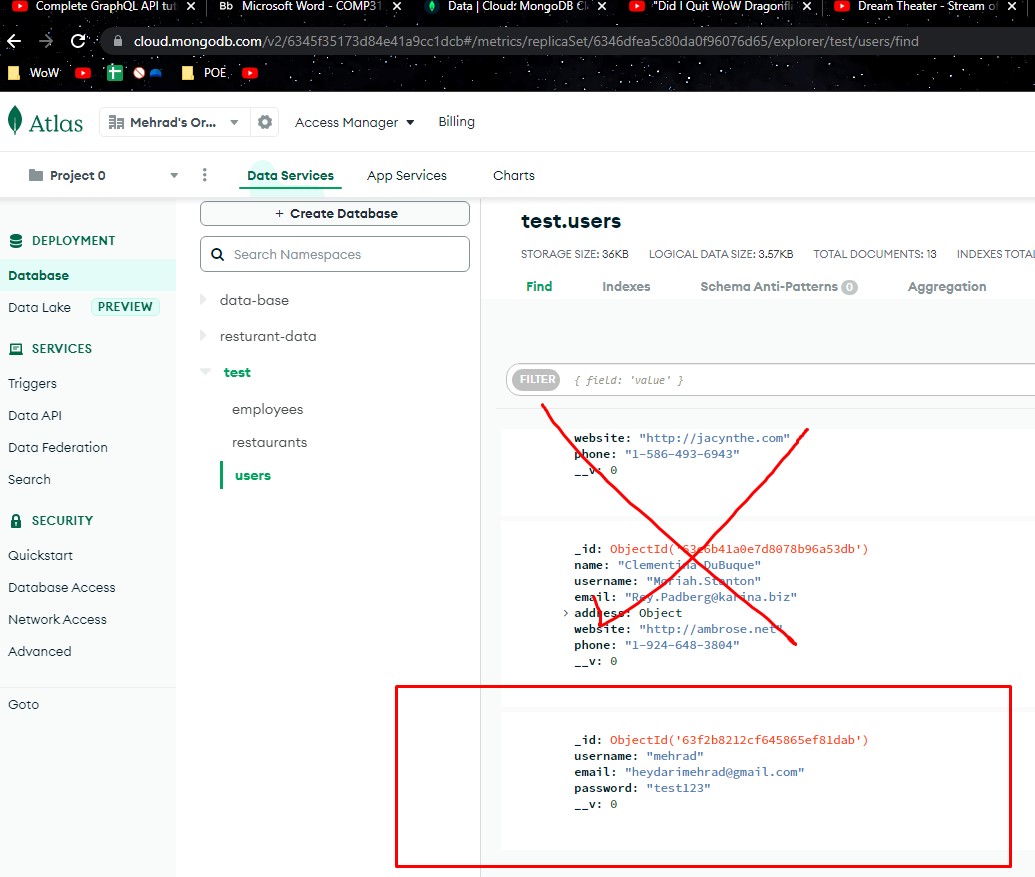 Complete GraphQL API tut
Bb Microsoft Word - COMP31
Data | Cloud: MongoDB Cl
"Did I Quit WoW Dragonfl
Dream Theater - Stream of
cloud.mongodb.com/v2/6345f35173d84e41a9cc1dcb#/metrics/replicaSet/6346dfea5c80da0f96076d65/explorer/test/users/find
WoW
POE
Atlas
Mehrad's Or...
Access Manager
Billing
Project 0
Data Services
App Services
Charts
DEPLOYMENT
Database
Data Lake PREVIEW
SERVICES
Triggers
Data API
Data Federation
Search
SECURITY
Quickstart
Database Access
Network Access
Advanced
Goto
+ Create Database
Search Namespaces
data-base
resturant-data
test
employees
restaurants
users
test.users
STORAGE SIZE: 36KB LOGICAL DATA SIZE: 3.57KB TOTAL DOCUMENTS: 13 INDEXES TOTAL
Find Indexes Schema Anti-Patterns 0 Aggregation
FILTER { field: 'value' }
website: "http://jacynthe.com"
phone: "1-586-493-6943"
__v: 0
_id: ObjectId('63e6b41a0e7d8078b96a53db')
name: "Clementina DuBuque"
username: "Moriah.Stanton"
email: "Rey.Padberg@karina.biz"
address: Object
website: "http://ambrose.net"
phone: "1-924-648-3804"
__v: 0
_id: ObjectId('63f2b8212cf645865ef81dab')
username: "mehrad"
email: "heydarimehrad@gmail.com"
password: "test123"
__v: 0